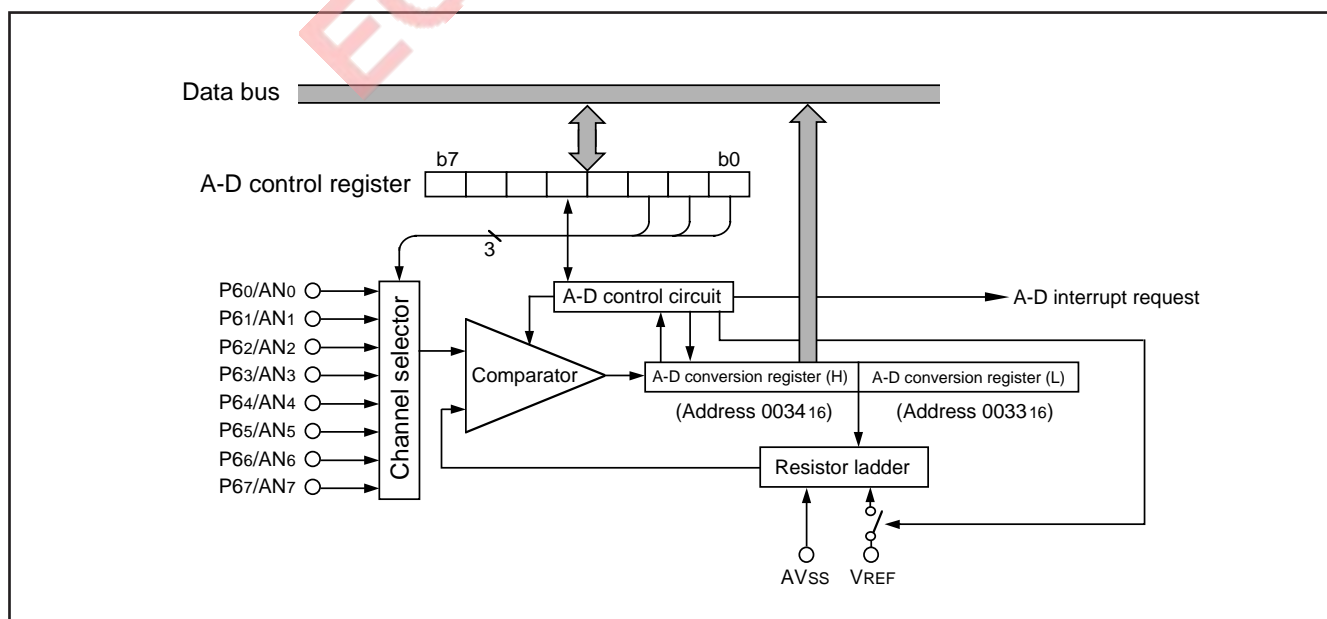 EC
Data bus
b7 b0
A-D control register
3
P60/AN0
P61/AN1
P62/AN2
P63/AN3
P64/AN4
P65/AN5
P66/AN6
P67/AN7
Channel selector
A-D control circuit
A-D interrupt request
Comparator
A-D conversion register (H)
A-D conversion register (L)
(Address 003416)
(Address 003316)
Resistor ladder
AVSS
VREF